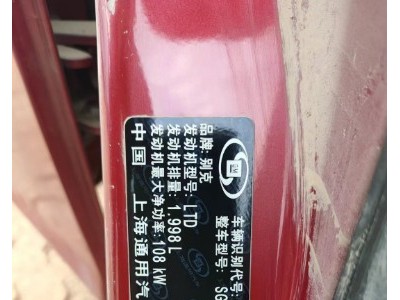 品牌: 别克
发动机型号: LTD
发动机排量: 1.998L
发动机最大净功率: 108 kW
中国 上海通用汽
车辆识别代号:
整车型号: SG